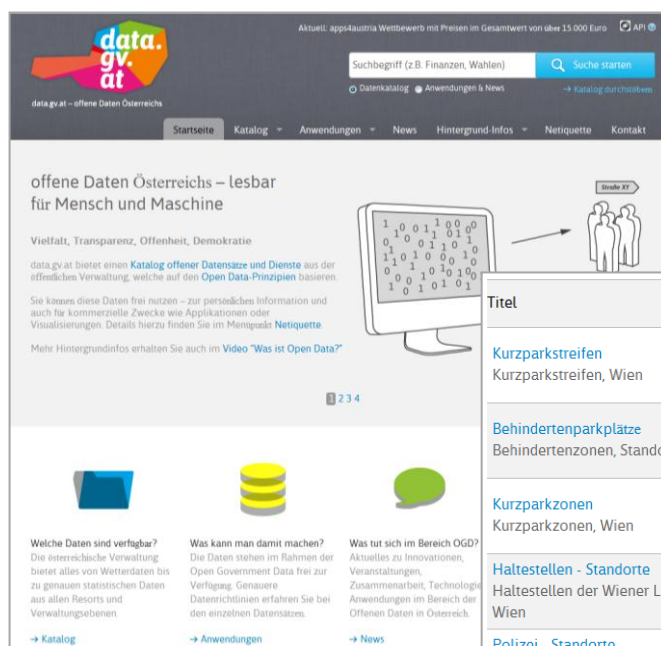 Aktuell: apps4austria Wettbewerb mit Preisen im Gesamtwert von über 15.000 Euro API
data.
gv.
at
data.gv.at – offene Daten Österreichs
Suchbegriff (z.B. Finanzen, Wahlen) Suche starten
Datenkatalog Anwendungen & News → Katalog durchstöbern
Startseite Katalog Anwendungen News Hintergrund-Infos Netiquette Kontakt
offene Daten Österreichs – lesbar
für Mensch und Maschine
Vielfalt, Transparenz, Offenheit, Demokratie
data.gv.at bietet einen Katalog offener Datensätze und Dienste aus der
öffentlichen Verwaltung, welche auf den Open Data-Prinzipien basieren.
Sie können diese Daten frei nutzen – zur persönlichen Information und
auch für kommerzielle Zwecke wie Applikationen oder
Visualisierungen. Details hierzu finden Sie im Menüpunkt Netiquette.
Mehr Hintergrundinfos erhalten Sie auch im Video "Was ist Open Data?"
Straße XY
1 2 3 4
Welche Daten sind verfügbar?
Die österreichische Verwaltung
bietet alles von Wetterdaten bis
zu genauen statistischen Daten
aus allen Resorts und
Verwaltungsebenen.
→ Katalog
Was kann man damit machen?
Die Daten stehen im Rahmen der
Open Government Data frei zur
Verfügung. Genauere
Datenrichtlinien erfahren Sie bei
den einzelnen Datensätzen.
→ Anwendungen
Was tut sich im Bereich OGD?
Aktuelles zu Innovationen,
Veranstaltungen,
Zusammenarbeit, Technologie
Anwendungen im Bereich der
Offenen Daten in Österreich.
→ News
Titel
Kurzparkstreifen
Kurzparkstreifen, Wien
Behindertenparkplätze
Behindertenzonen, Stando
Kurzparkzonen
Kurzparkzonen, Wien
Haltestellen - Standorte
Haltestellen der Wiener L
Wien
Polizei - Standorte